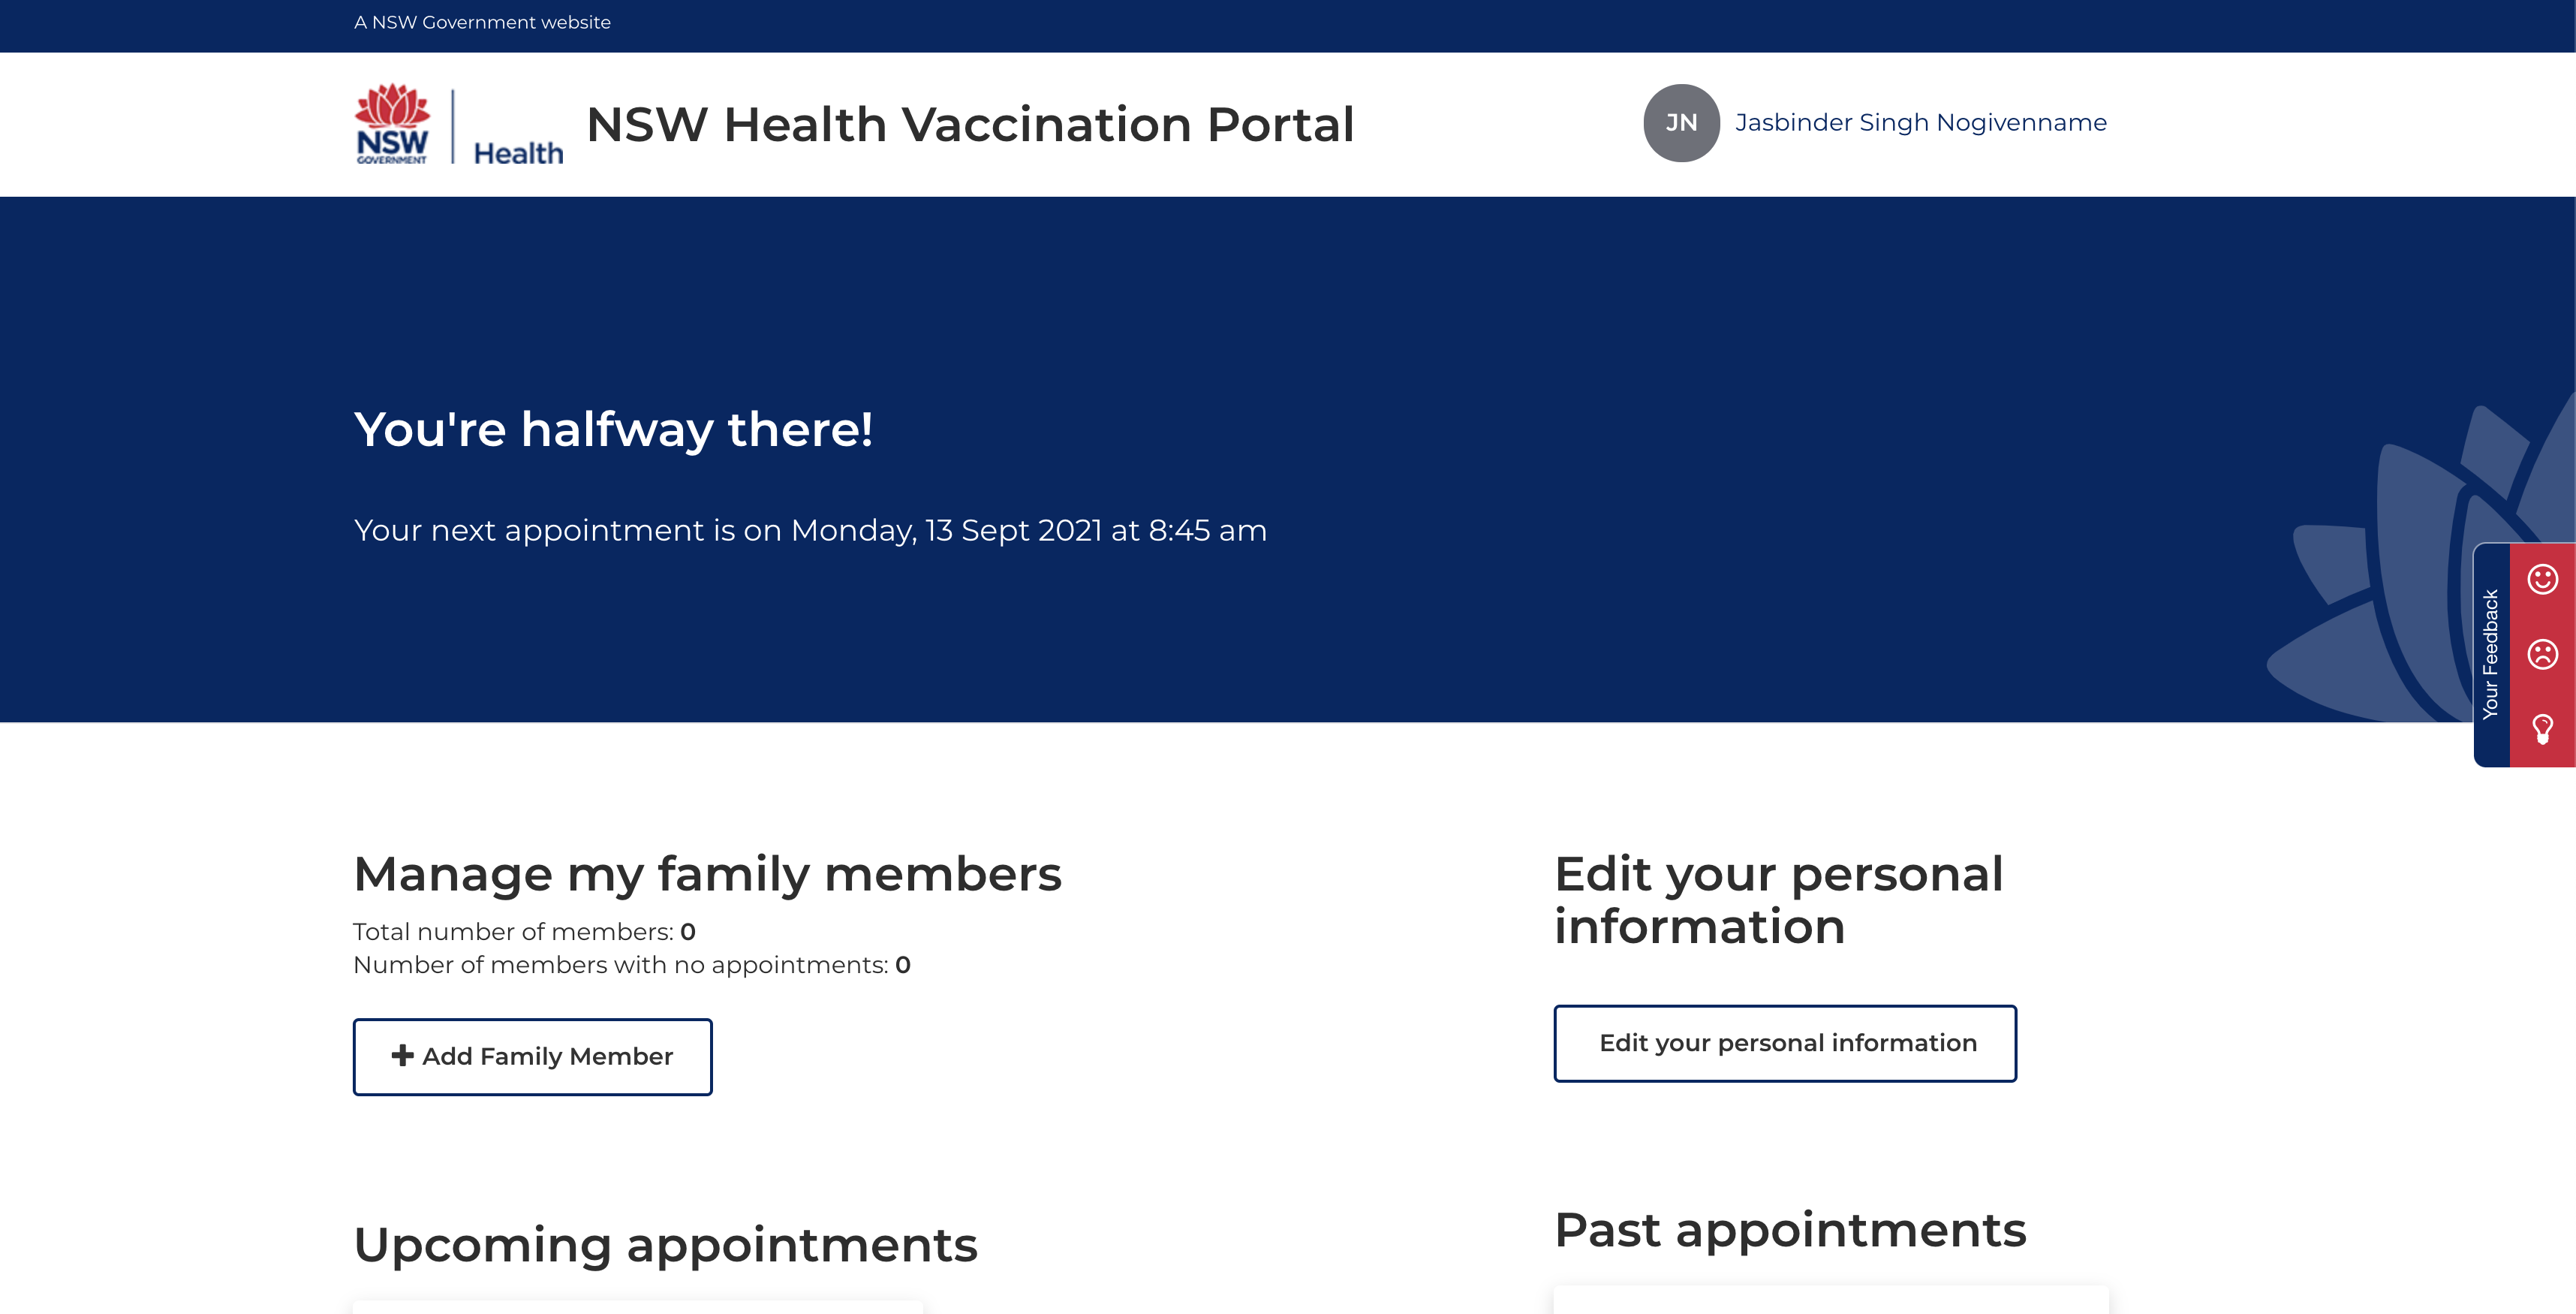 A NSW Government website
NSW
GOVERNMENT
Health
NSW Health Vaccination Portal
JN
Jasbinder Singh Nogivenname
You're halfway there!
Your next appointment is on Monday, 13 Sept 2021 at 8:45 am
Your Feedback
Manage my family members
Total number of members: 0
Number of members with no appointments: 0
+ Add Family Member
Edit your personal
information
Edit your personal information
Upcoming appointments
Past appointments